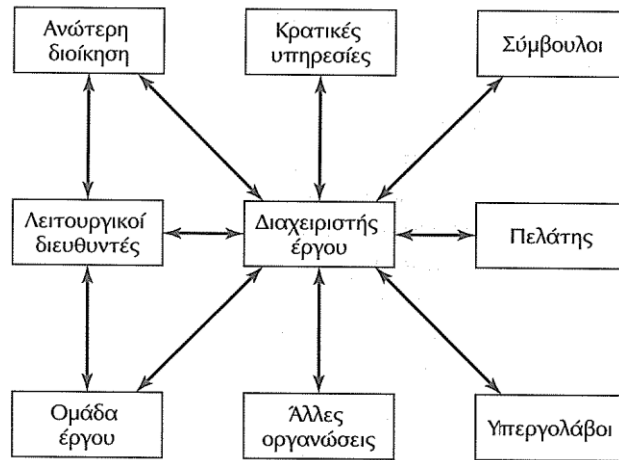 Ανώτερη
διοίκηση
Κρατικές
υπηρεσίες
Σύμβουλοι
Λειτουργικοί
διευθυντές
Διαχειριστής
έργου
Πελάτης
Ομάδα
έργου
Άλλες
οργανώσεις
Υπεργολάβοι